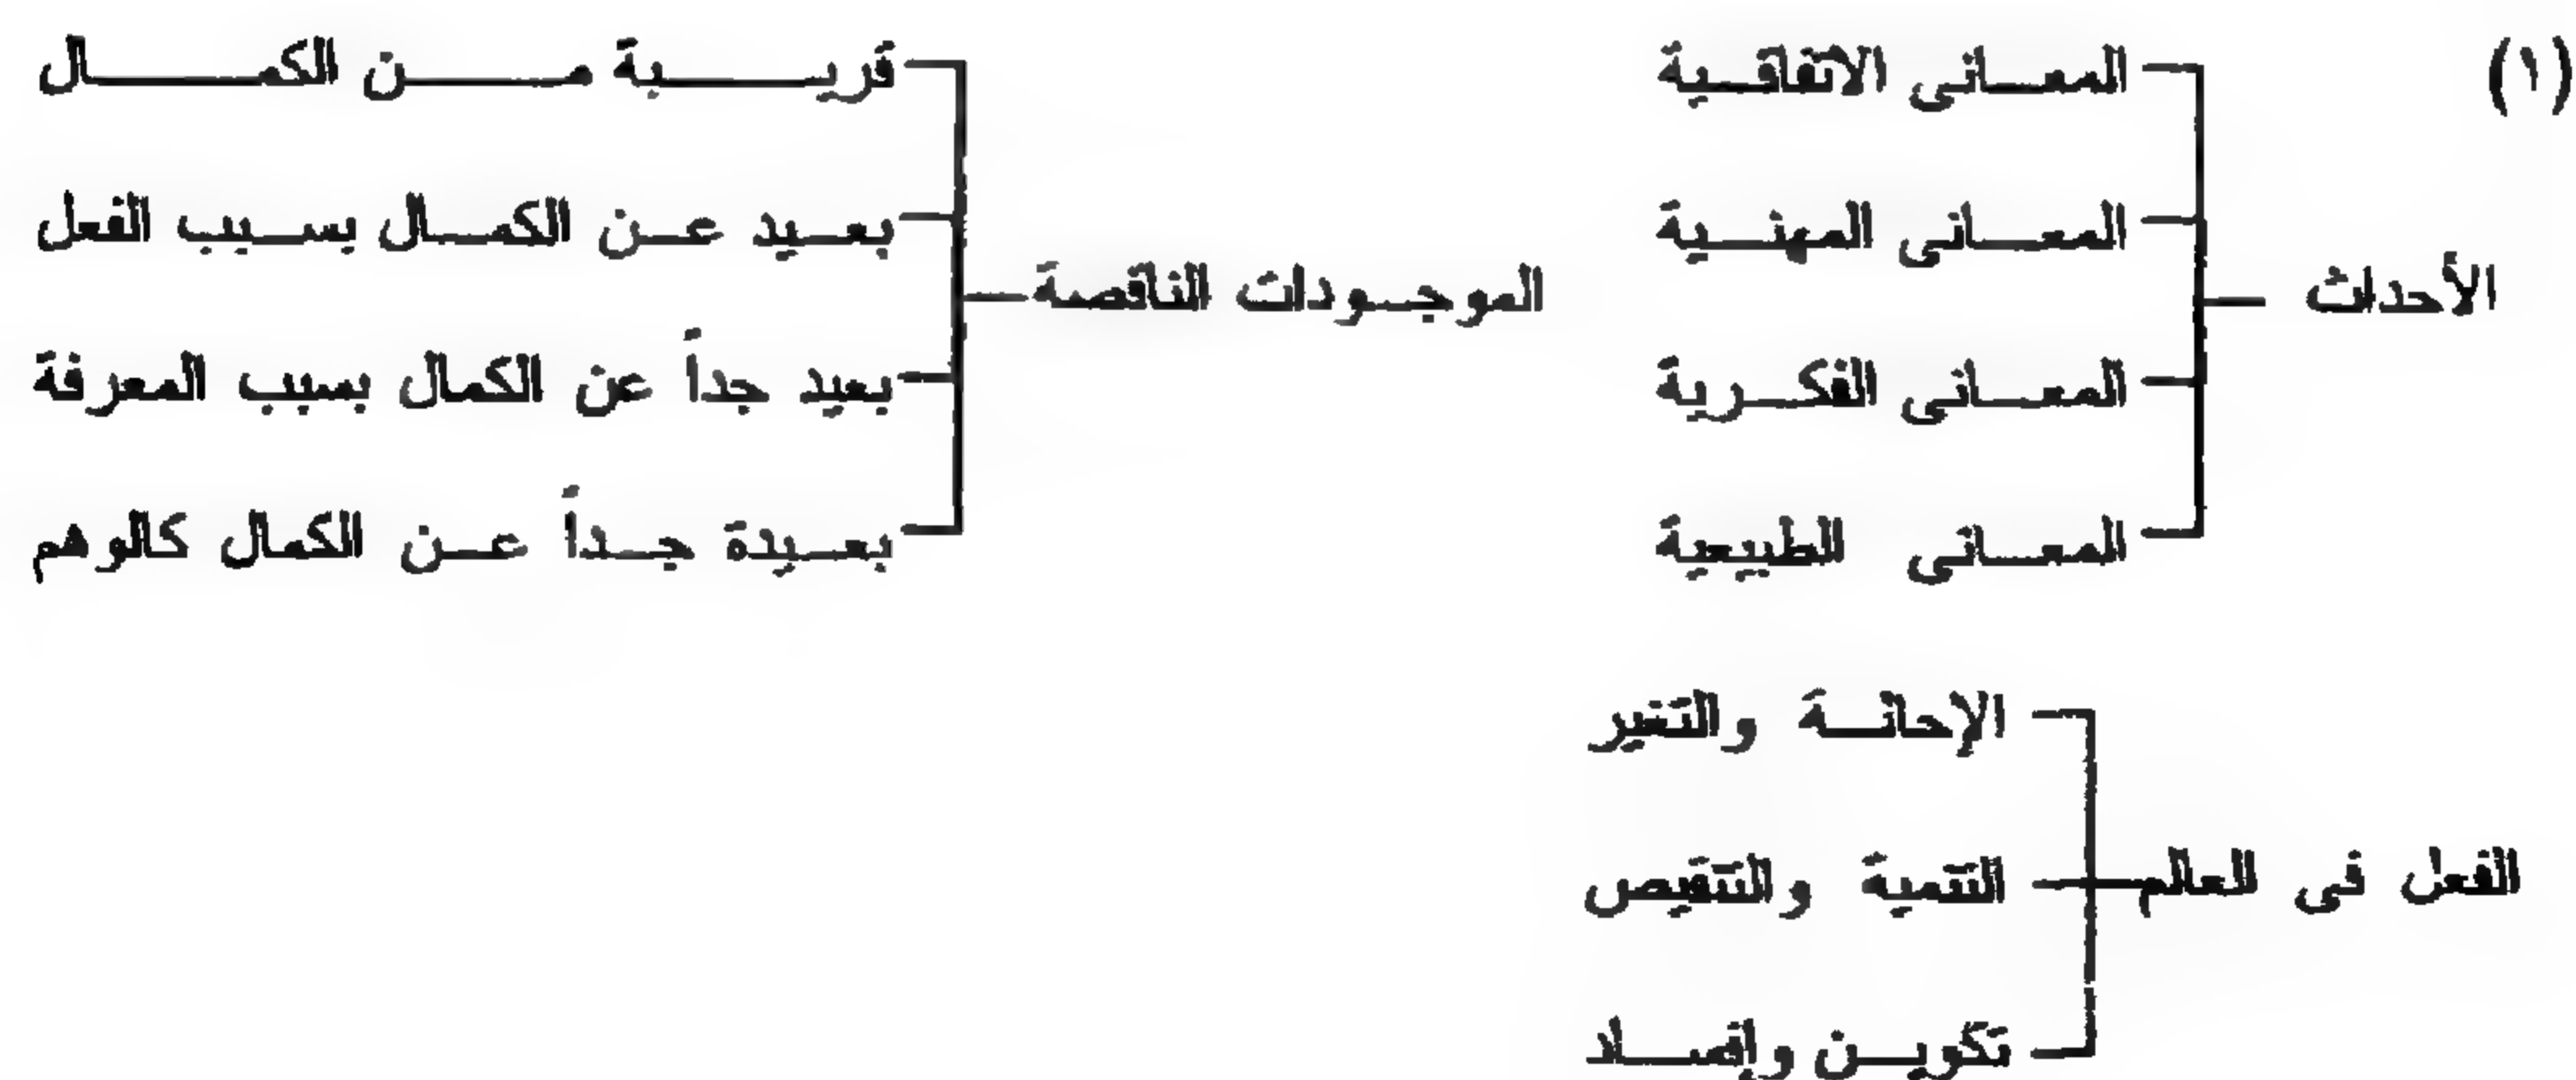 (١)
الأحداث
المعانى الاتفاقية
المعانى المهنية
المعانى الفكرية
المعانى الطبيعية
الموجودات الناقصة
قريبة من الكمال
بعيد عن الكمال بسبب الفعل
بعيد جداً عن الكمال بسبب المعرفة
بعيدة جداً عن الكمال كالوهم
الفعل فى العالم
الإحالة والتغير
التنمية والتنقيص
تكوين وإفساد